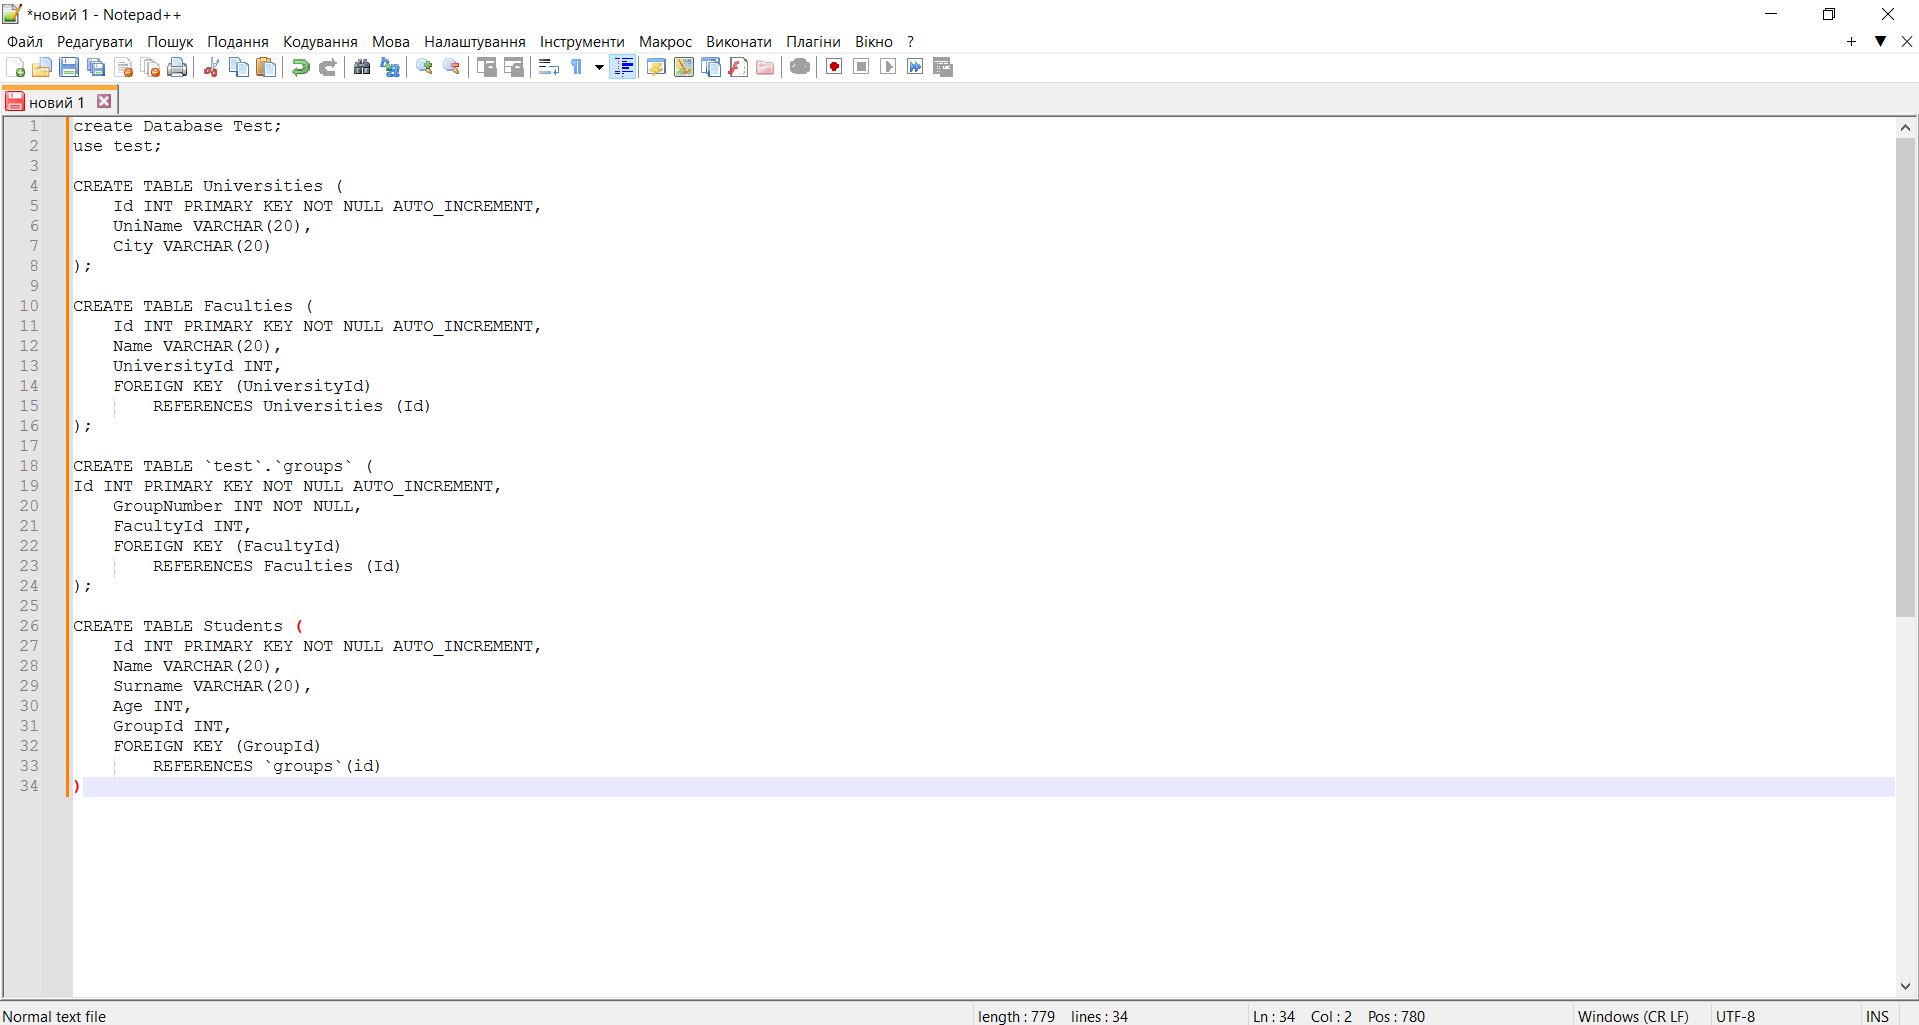 *новий 1 - Notepad++
Файл Редагувати Пошук Подання Кодування Мова Налаштування Інструменти Макрос Виконати Плагіни Вікно ?
новий 1
1 create Database Test;
2 use test;
3
4 CREATE TABLE Universities (
5 Id INT PRIMARY KEY NOT NULL AUTO_INCREMENT,
6 UniName VARCHAR(20),
7 City VARCHAR(20)
8 );
9
10 CREATE TABLE Faculties (
11 Id INT PRIMARY KEY NOT NULL AUTO_INCREMENT,
12 Name VARCHAR(20),
13 UniversityId INT,
14 FOREIGN KEY (UniversityId)
15 REFERENCES Universities (Id)
16 );
17
18 CREATE TABLE `test`.`groups` (
19 Id INT PRIMARY KEY NOT NULL AUTO_INCREMENT,
20 GroupNumber INT NOT NULL,
21 FacultyId INT,
22 FOREIGN KEY (FacultyId)
23 REFERENCES Faculties (Id)
24 );
25
26 CREATE TABLE Students (
27 Id INT PRIMARY KEY NOT NULL AUTO_INCREMENT,
28 Name VARCHAR(20),
29 Surname VARCHAR(20),
30 Age INT,
31 GroupId INT,
32 FOREIGN KEY (GroupId)
33 REFERENCES `groups`(id)
34 )
Normal text file length : 779 lines : 34 Ln : 34 Col : 2 Pos : 780 Windows (CR LF) UTF-8 INS